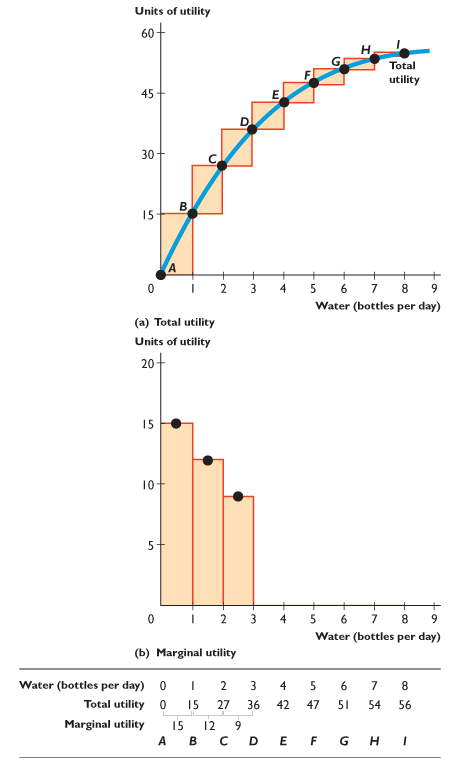 Units of utility
60
45
30
15
0
A
B
C
D
E
F
G
H
I
Total
utility
1 2 3 4 5 6 7 8 9
Water (bottles per day)
(a) Total utility
Units of utility
20
15
10
5
0 1 2 3 4 5 6 7 8 9
Water (bottles per day)
(b) Marginal utility
Water (bottles per day) 0 1 2 3 4 5 6 7 8
Total utility 0 15 27 36 42 47 51 54 56
Marginal utility 15 12 9
A B C D E F G H I